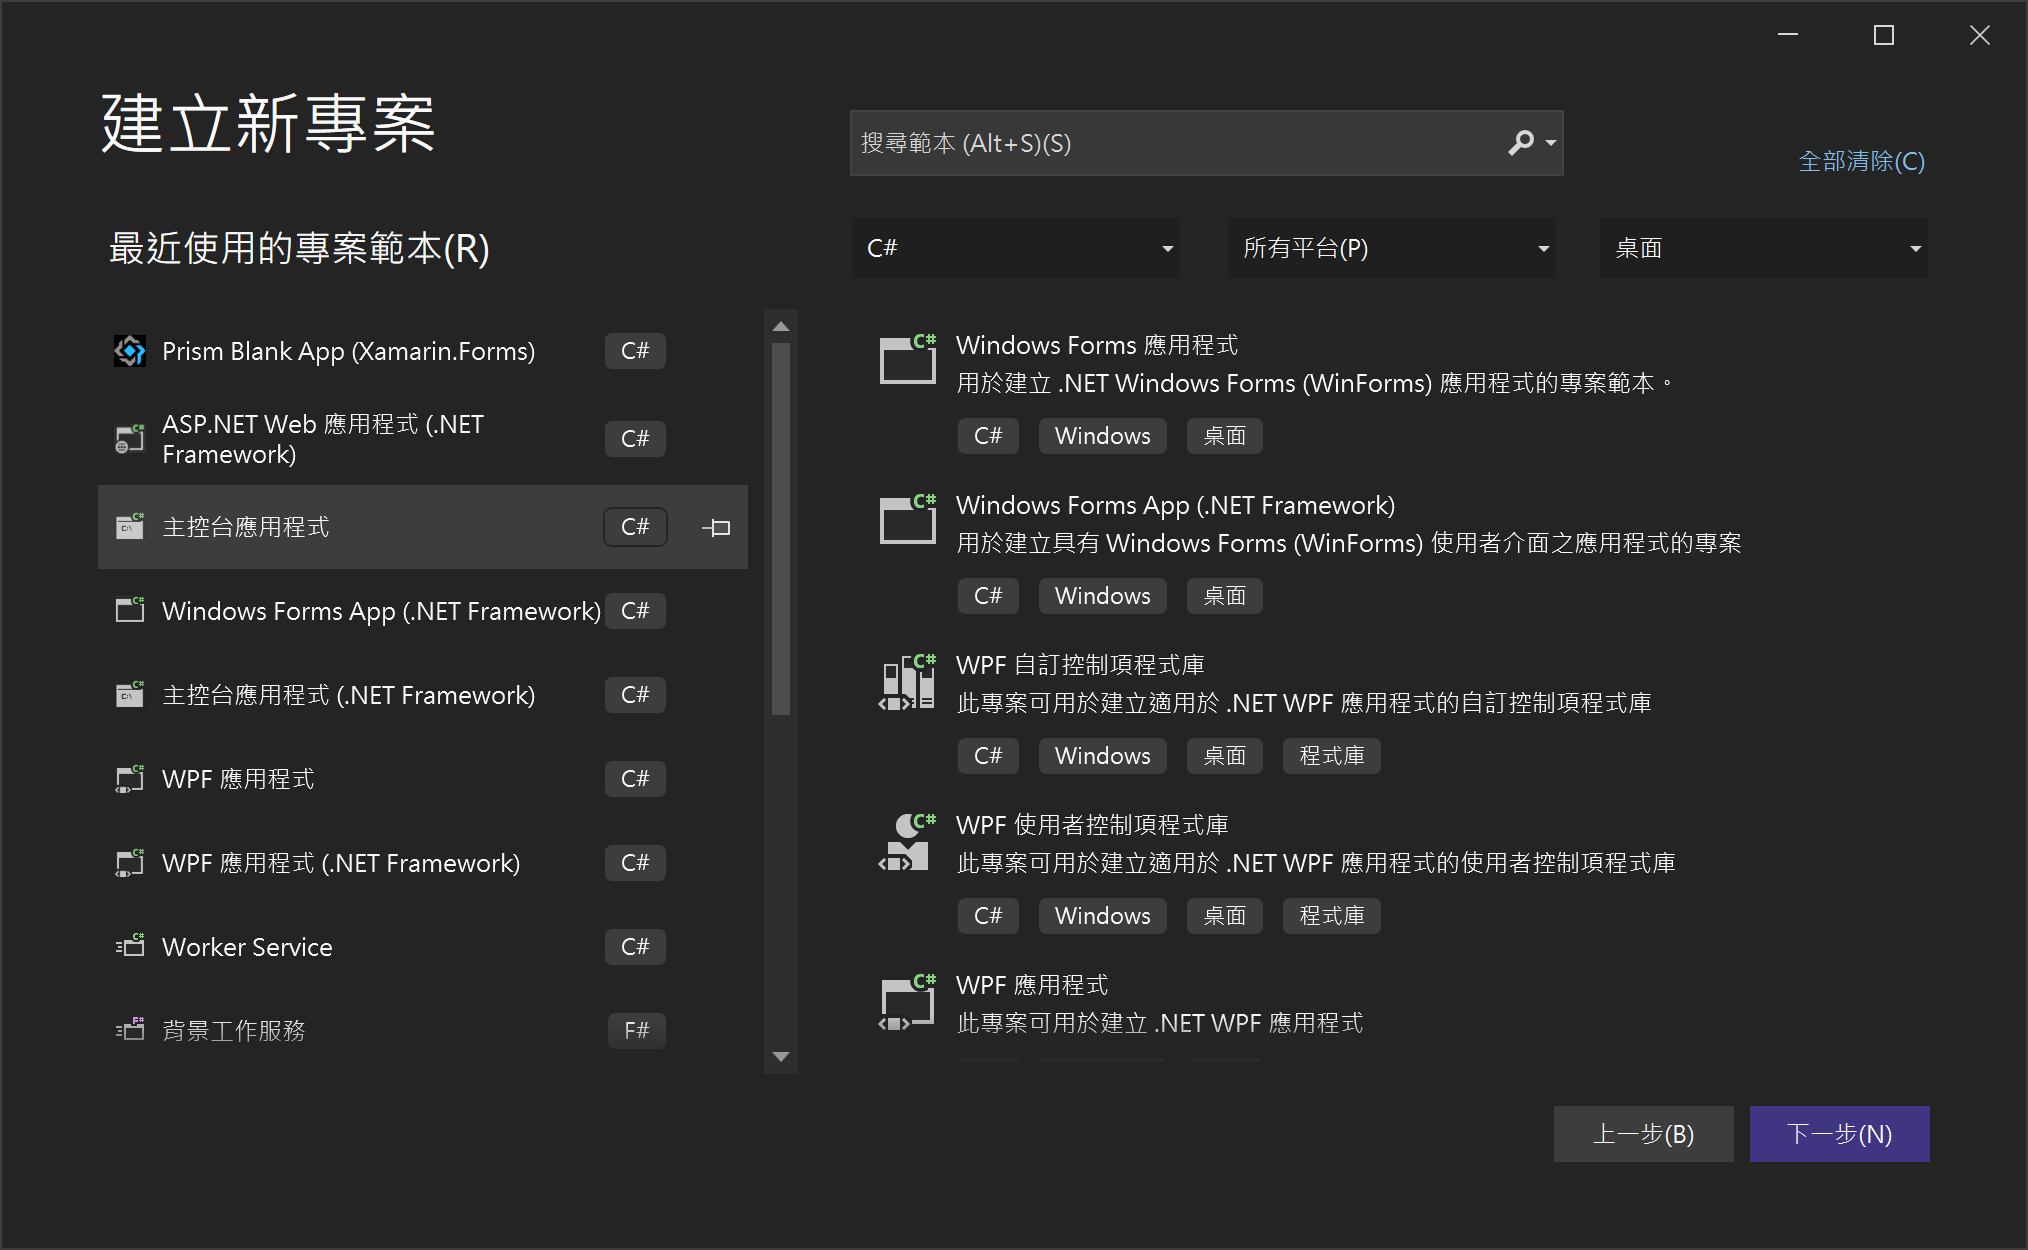 建立新專案
搜尋範本 (Alt+S)(S)
全部清除(C)
最近使用的專案範本(R)
C#
所有平台(P)
桌面
Prism Blank App (Xamarin.Forms)
C#
ASP.NET Web 應用程式 (.NET
Framework)
C#
主控台應用程式
C#
Windows Forms App (.NET Framework)
C#
主控台應用程式 (.NET Framework)
C#
WPF 應用程式
C#
WPF 應用程式 (.NET Framework)
C#
Worker Service
C#
背景工作服務
F#
Windows Forms 應用程式
用於建立 .NET Windows Forms (WinForms) 應用程式的專案範本。
C# Windows 桌面
Windows Forms App (.NET Framework)
用於建立具有 Windows Forms (WinForms) 使用者介面之應用程式的專案
C# Windows 桌面
WPF 自訂控制項程式庫
此專案可用於建立適用於 .NET WPF 應用程式的自訂控制項程式庫
C# Windows 桌面 程式庫
WPF 使用者控制項程式庫
此專案可用於建立適用於 .NET WPF 應用程式的使用者控制項程式庫
C# Windows 桌面 程式庫
WPF 應用程式
此專案可用於建立 .NET WPF 應用程式
上一步(B)
下一步(N)